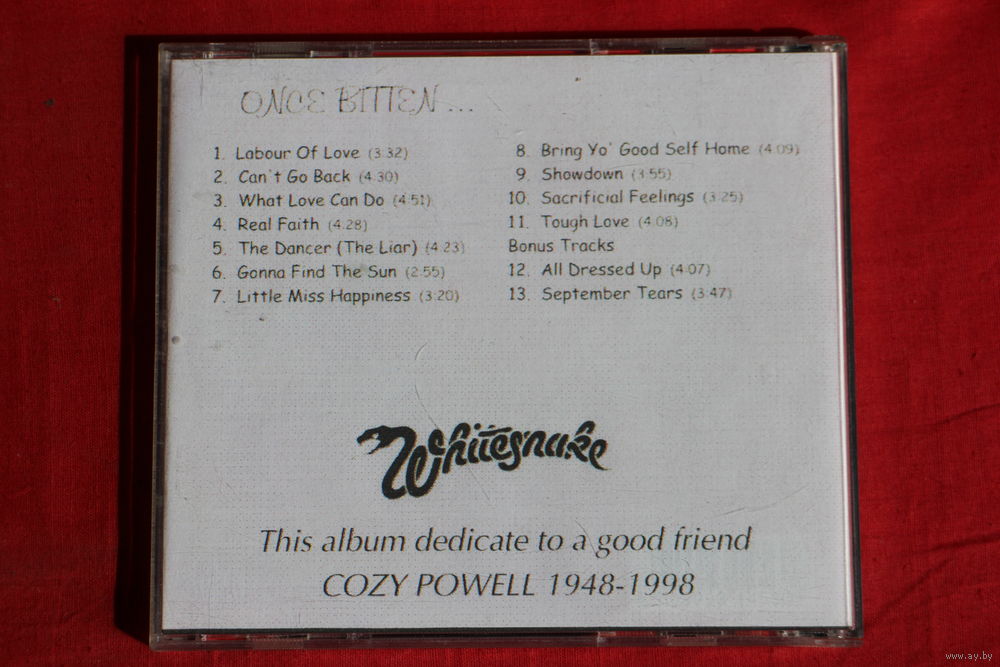 ONCE BITTEN ...
1. Labour Of Love (3:32)
2. Can't Go Back (4:30)
3. What Love Can Do (4:51)
4. Real Faith (4:28)
5. The Dancer (The Liar) (4:23)
6. Gonna Find The Sun (2:55)
7. Little Miss Happiness (3:20)
8. Bring Yo' Good Self Home (4:09)
9. Showdown (3:55)
10. Sacrificial Feelings (3:25)
11. Tough Love (4:08)
Bonus Tracks
12. All Dressed Up (4:07)
13. September Tears (3:47)
Whitesnake
This album dedicate to a good friend
COZY POWELL 1948-1998
www.ay.by